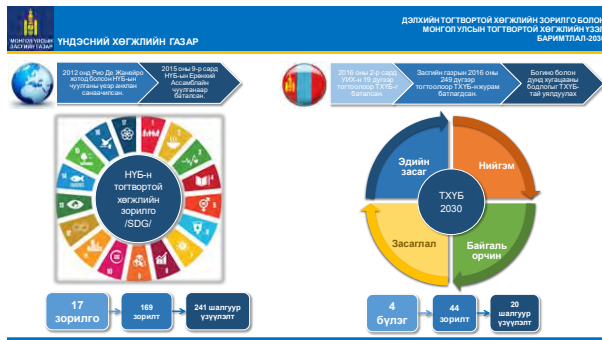 МОНГОЛ УЛСЫН
ЗАСГИЙН ГАЗАР
ҮНДЭСНИЙ ХӨГЖЛИЙН ГАЗАР
ДЭЛХИЙН ТОГТВОРТОЙ ХӨГЖЛИЙН ЗОРИЛГО БОЛОН
МОНГОЛ УЛСЫН ТОГТВОРТОЙ ХӨГЖЛИЙН ҮЗЭЛ
БАРИМТЛАЛ-2030
2012 онд Рио Де Жанейро
хотод болсон НҮБ-ын
чуулганы үеэр анхлан
санаачилсан.
2015 оны 9-р сард
НҮБ-ын Ерөнхий
Ассамблайн
чуулганаар
баталсан.
2016 оны 2-р сард
УИХ-н 19 дүгээр
тогтоолоор ТХҮБ-г
баталсан.
Засгийн газрын 2016 оны
249 дүгээр
тогтоолоор ТХҮБ-н журам
батлагдсан.
Богино болон
дунд хугацааны
бодлогыг ТХҮБ-
тай уялдуулах
НҮБ-н
тогтвортой
хөгжлийн
зорилго
/SDG/
Эдийн
засаг
Нийгэм
ТХҮБ
2030
Засаглал
Байгаль
орчин
17
зорилго
169
зорилт
241 шалгуур
үзүүлэлт
4
бүлэг
44
зорилт
20
шалгуур
үзүүлэлт